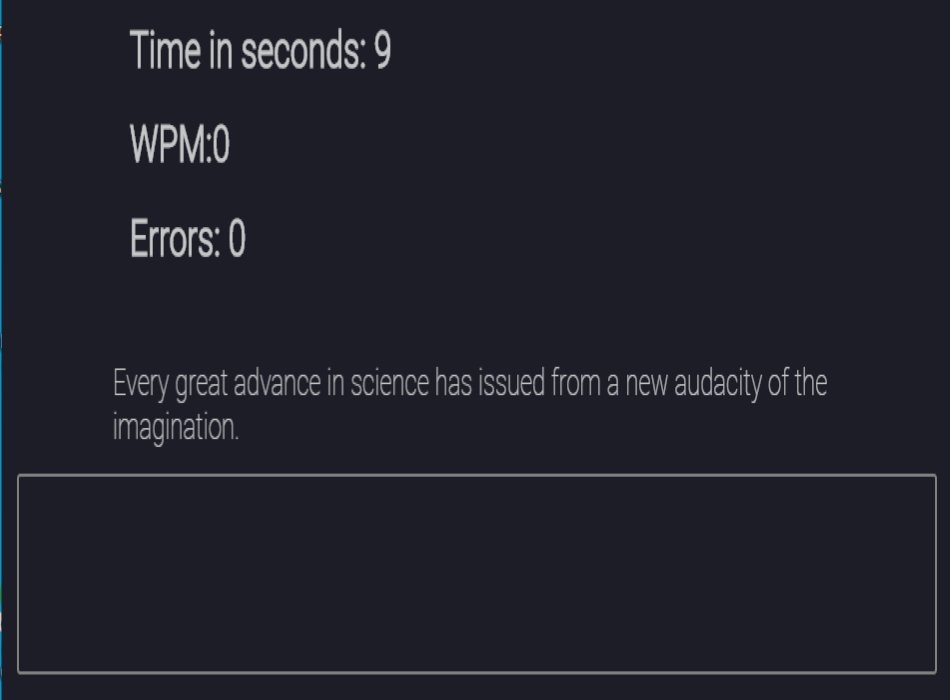 Time in seconds: 9
WPM:0
Errors: 0
Every great advance in science has issued from a new audacity of the
imagination.